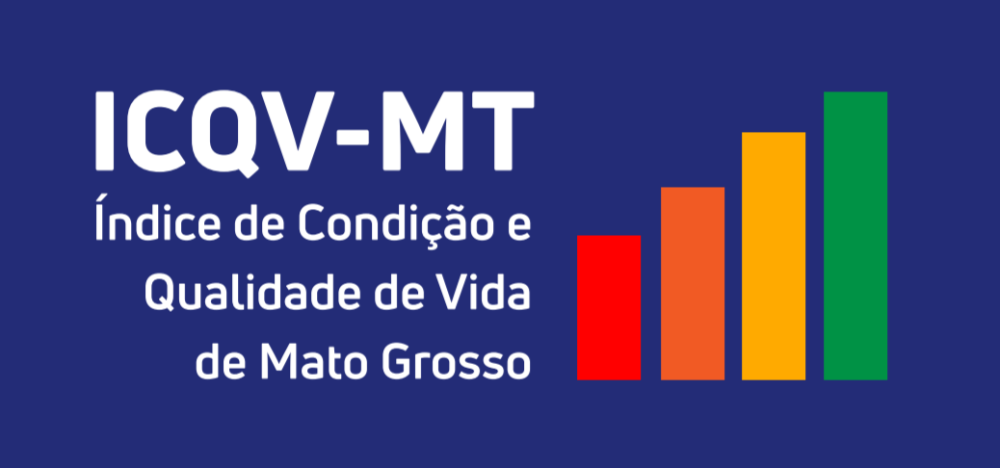 ICQV-MT
Índice de Condição e
Qualidade de Vida
de Mato Grosso